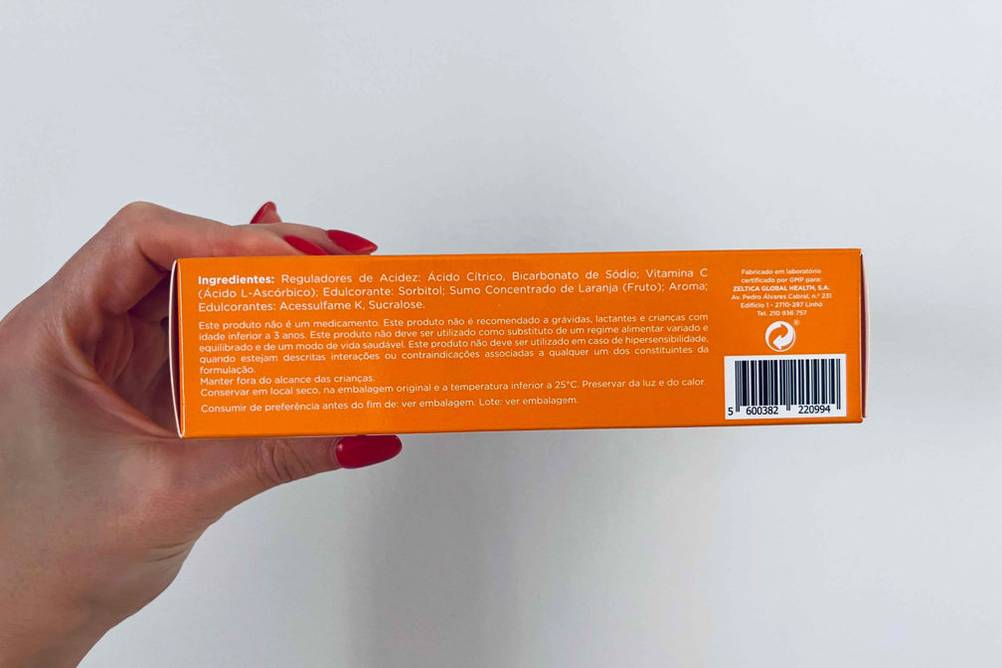 Ingredientes: Reguladores de Acidez: Ácido Cítrico, Bicarbonato de Sódio; Vitamina C
(Ácido L-Ascórbico); Edulcorante: Sorbitol; Sumo Concentrado de Laranja (Fruto); Aroma;
Edulcorantes: Acessulfame K, Sucralose.
Este produto não é um medicamento. Este produto não é recomendado a grávidas, lactantes e crianças com
idade inferior a 3 anos. Este produto não deve ser utilizado como substituto de um regime alimentar variado e
equilibrado e de um modo de vida saudável. Este produto não deve ser utilizado em caso de hipersensibilidade,
quando estejam descritas interações ou contraindicações associadas a qualquer um dos constituintes da
formulação.
Manter fora do alcance das crianças.
Conservar em local seco, na embalagem original e a temperatura inferior a 25°C. Preservar da luz e do calor.
Consumir de preferência antes do fim de: ver embalagem. Lote: ver embalagem.
Fabricado em laboratório
certificado por GMP para:
ZELTICA GLOBAL HEALTH, S.A.
Av. Pedro Álvares Cabral, n.º 231
Edifício 1 - 2710-297 Linhó
Tel. 210 936 757
®
5 600382 220994